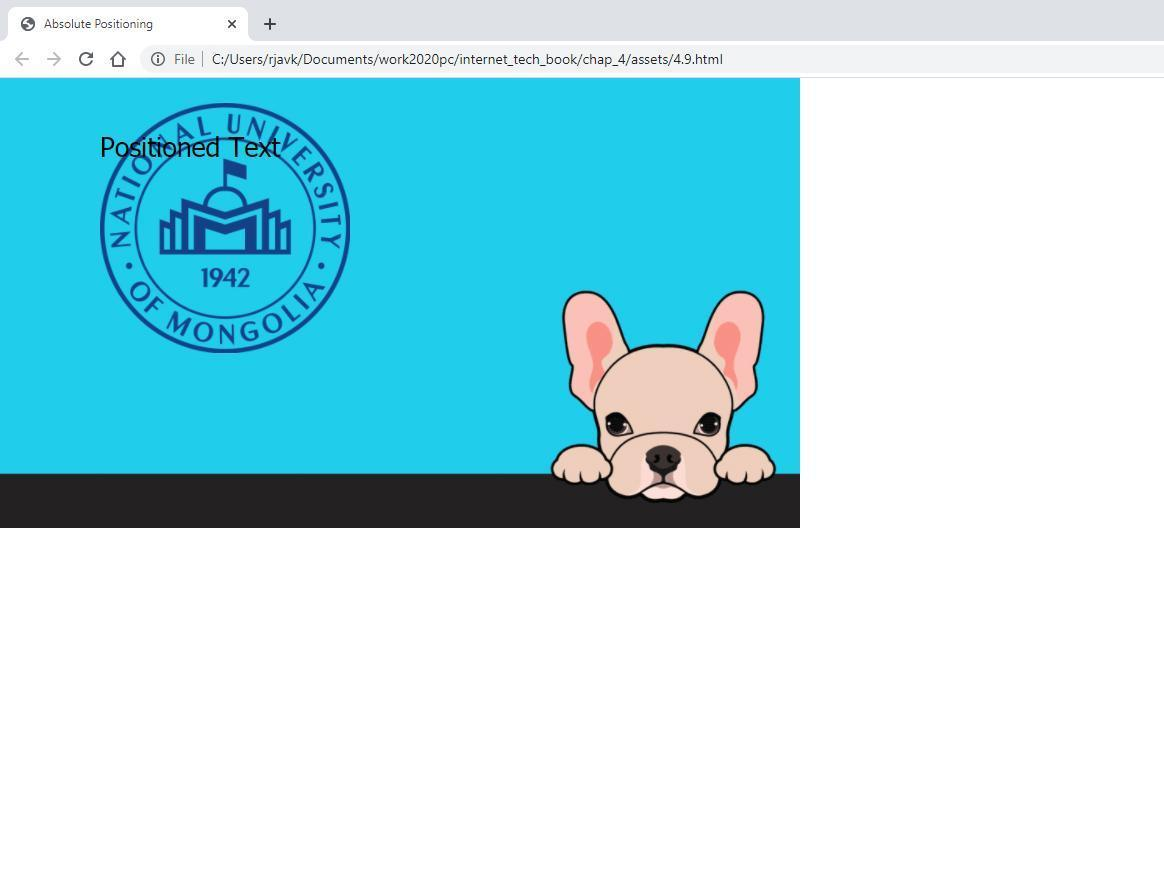 Absolute Positioning
File
C:/Users/rjavk/Documents/work2020pc/internet_tech_book/chap_4/assets/4.9.html
Positioned Text
NATIONAL UNIVERSITY
1942
OF MONGOLIA